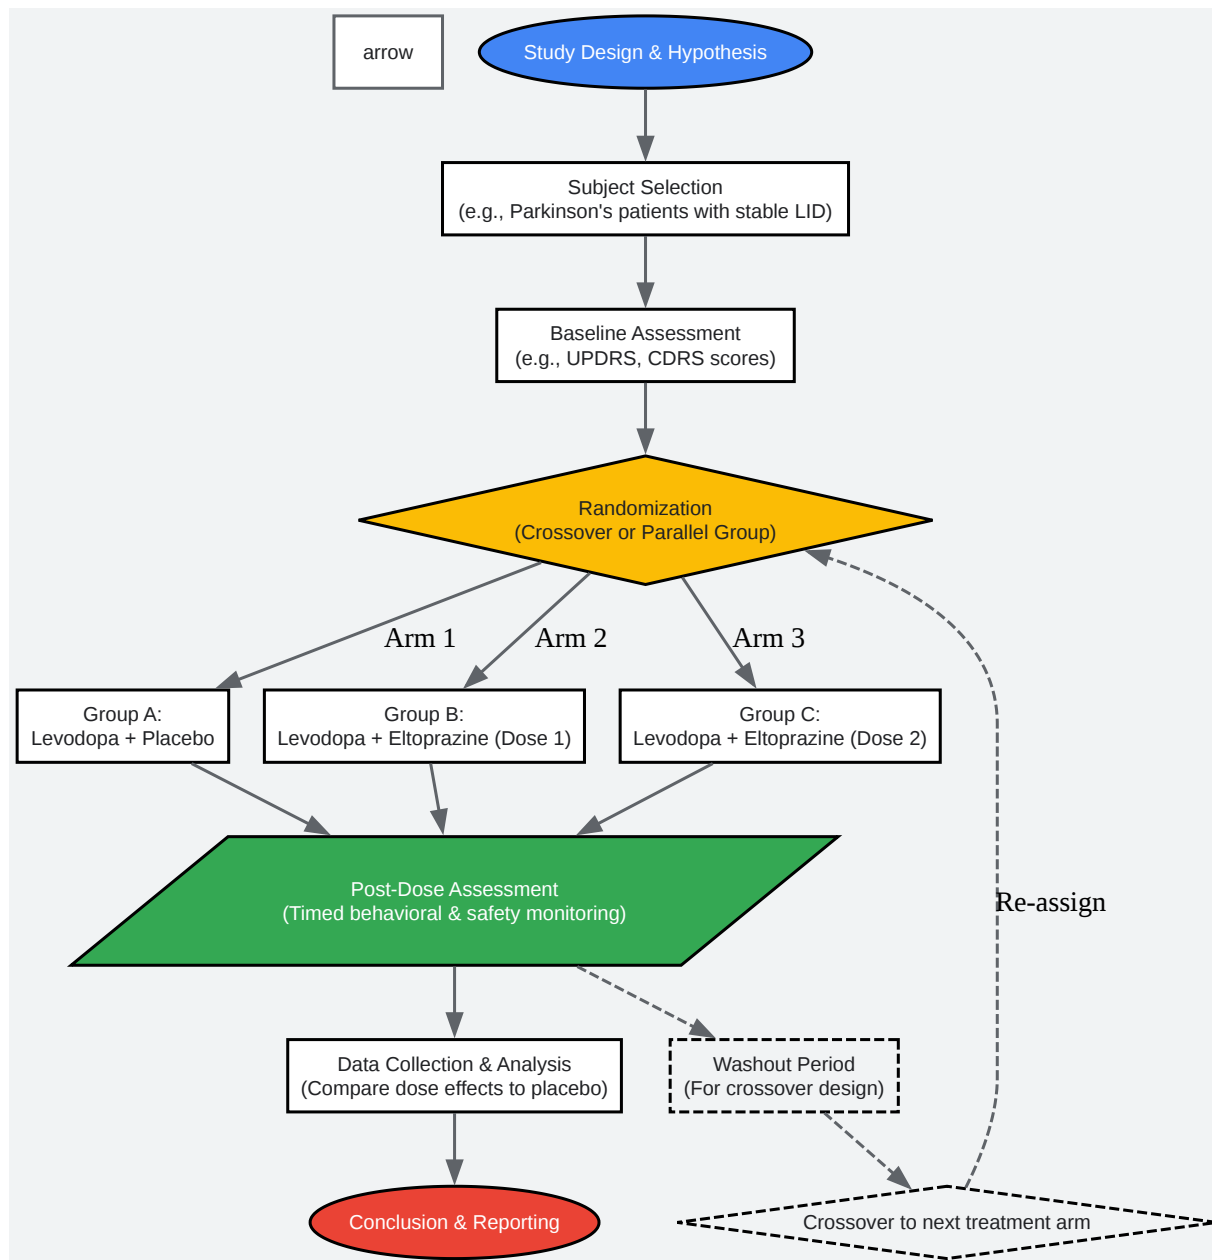 arrow
Study Design & Hypothesis
Subject Selection
(e.g., Parkinson's patients with stable LID)
Baseline Assessment
(e.g., UPDRS, CDRS scores)
Randomization
(Crossover or Parallel Group)
Arm 1
Arm 2
Arm 3
Group A:
Levodopa + Placebo
Group B:
Levodopa + Eltoprazine (Dose 1)
Group C:
Levodopa + Eltoprazine (Dose 2)
Post-Dose Assessment
(Timed behavioral & safety monitoring)
Re-assign
Data Collection & Analysis
(Compare dose effects to placebo)
Washout Period
(For crossover design)
Conclusion & Reporting
Crossover to next treatment arm